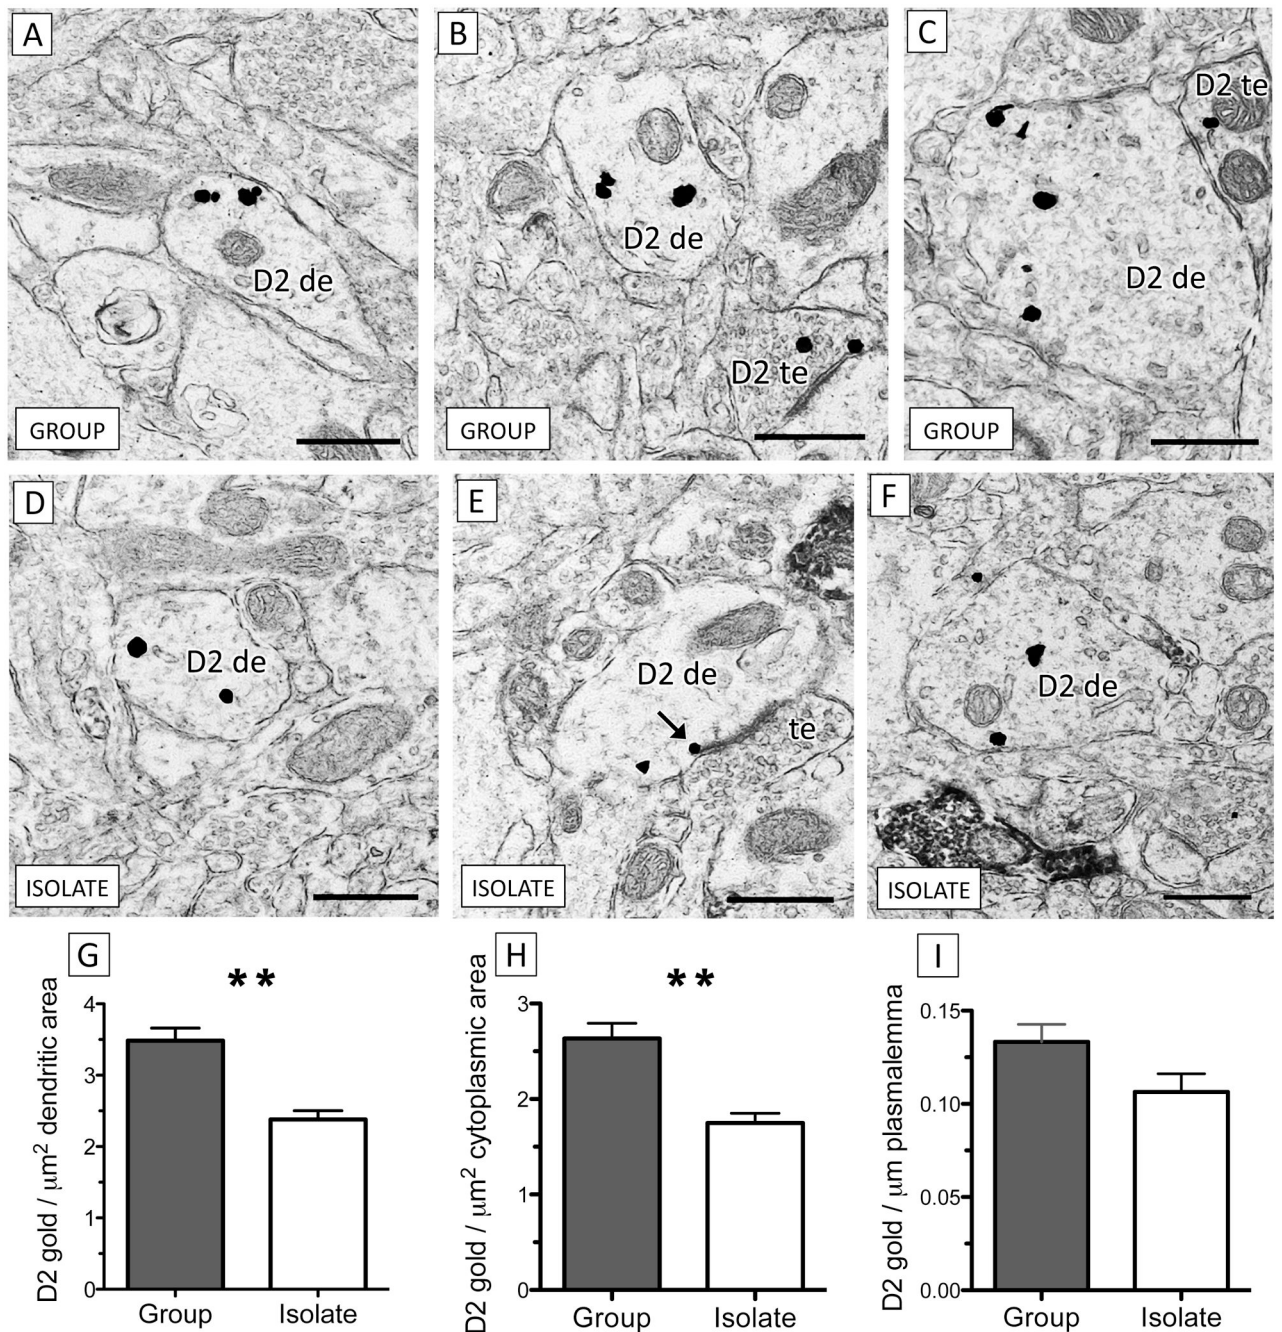 A
D2 de
GROUP
B
D2 de
D2 te
GROUP
C
D2 te
D2 de
GROUP
D
D2 de
ISOLATE
E
D2 de
te
ISOLATE
F
D2 de
ISOLATE
G
**
D2 gold / μm² dendritic area
4
3
2
1
0
Group Isolate
H
**
D2 gold / μm² cytoplasmic area
3
2
1
0
Group Isolate
I
D2 gold / μm plasmalemma
0.15
0.10
0.05
0.00
Group Isolate